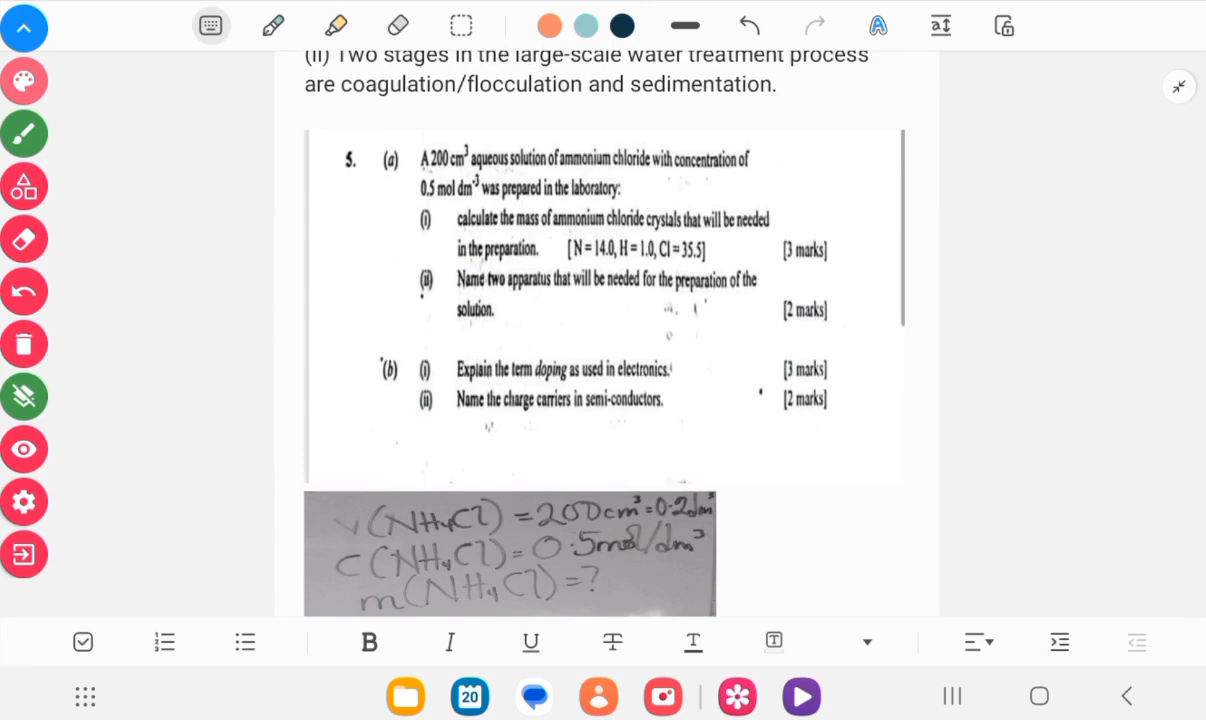 (ii) Two stages in the large-scale water treatment process
are coagulation/flocculation and sedimentation.
5. (a) A 200 cm³ aqueous solution of ammonium chloride with concentration of
0.5 mol dm⁻³ was prepared in the laboratory:
(i) calculate the mass of ammonium chloride crystals that will be needed
in the preparation. [N = 14.0, H = 1.0, Cl = 35.5] [3 marks]
(ii) Name two apparatus that will be needed for the preparation of the
solution. [2 marks]
(b) (i) Explain the term doping as used in electronics. [3 marks]
(ii) Name the charge carriers in semi-conductors. [2 marks]
v(NH₄Cl) = 200cm³ = 0.2dm³
C(NH₄Cl) = 0.5mol/dm³
m(NH₄Cl) = ?
B I U T T T
20